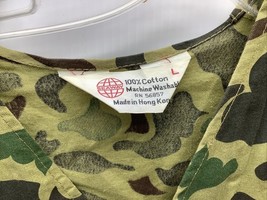 100% Cotton
Machine Washable
RN 56857
Made in Hong Kong
L